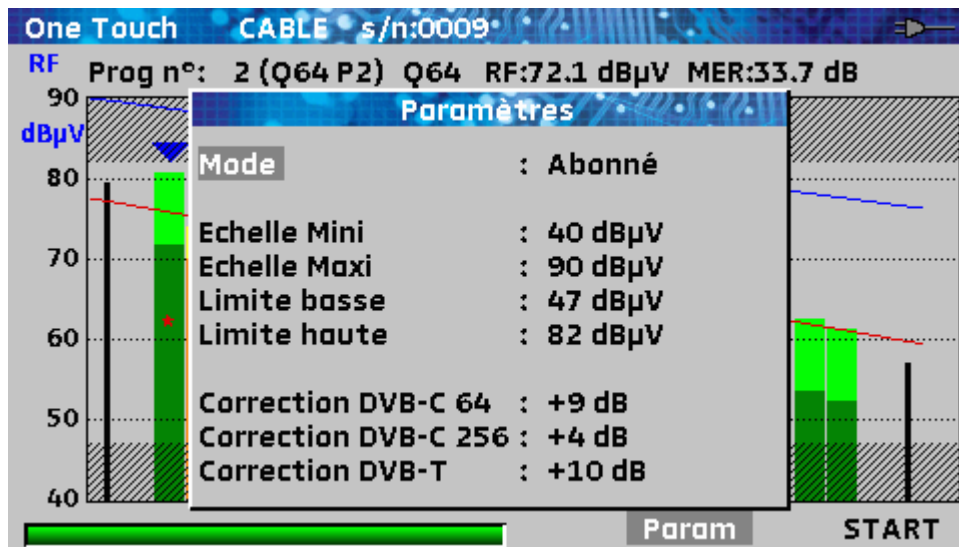 One Touch CABLE s/n:0009
RF Prog n°: 2 (Q64 P2) Q64 RF:72.1 dBµV MER:33.7 dB
90
dBµV
80
70
60
50
40
Paramètres
Mode : Abonné
Echelle Mini : 40 dBµV
Echelle Maxi : 90 dBµV
Limite basse : 47 dBµV
Limite haute : 82 dBµV
Correction DVB-C 64 : +9 dB
Correction DVB-C 256 : +4 dB
Correction DVB-T : +10 dB
Param START